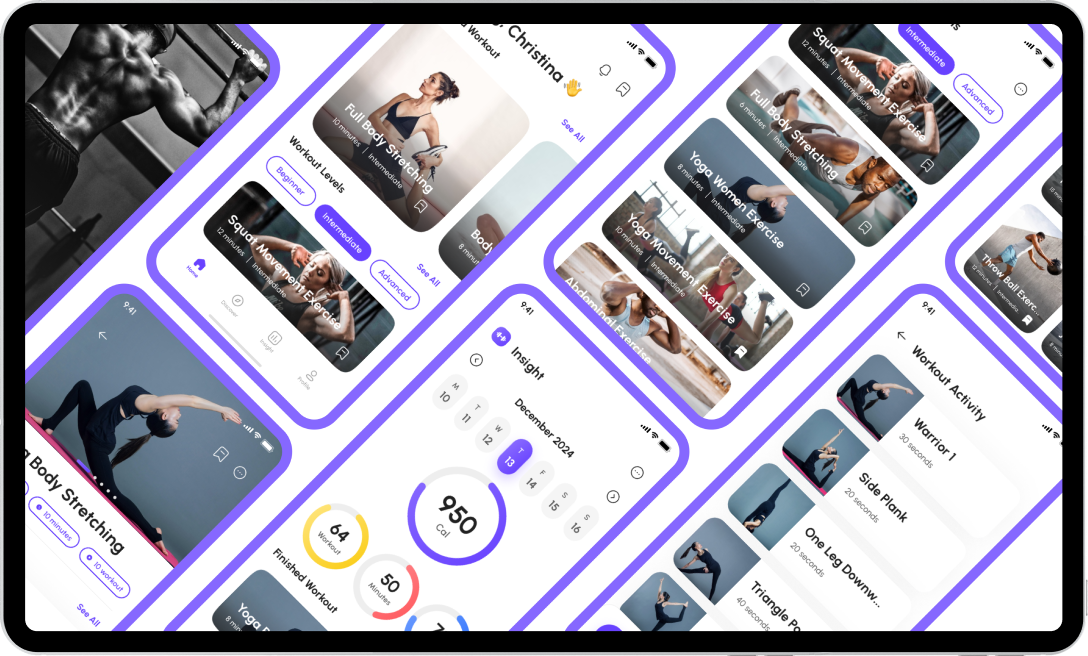 , Christina 👋
Workout
See All
Full Body Stretching
10 minutes | Intermediate
8 minutes
Workout Levels
See All
Beginner
Intermediate
Advanced
Squat Movement Exercise
12 minutes | Intermediate
Home
Discover
Insight
Profile
Intermediate
Advanced
Squat Movement Exercise
12 minutes | Intermediate
Full Body Stretching
6 minutes | Intermediate
Yoga Women Exercise
8 minutes | Intermediate
Yoga Movement Exercise
10 minutes | Intermediate
Abdominal Exercise
Throw Ball Exerc...
12 minutes
9:41
Body Stretching
10 minutes
10 workout
See All
9:41
Insight
December 2024
M
10
T
11
W
12
T
13
F
14
S
15
S
16
950
Cal
64
Workout
50
Minutes
7
Finished Workout
Yoga
9:41
Workout Activity
Warrior 1
30 seconds
Side Plank
20 seconds
One Leg Downw...
20 seconds
Triangle Po
40 seconds